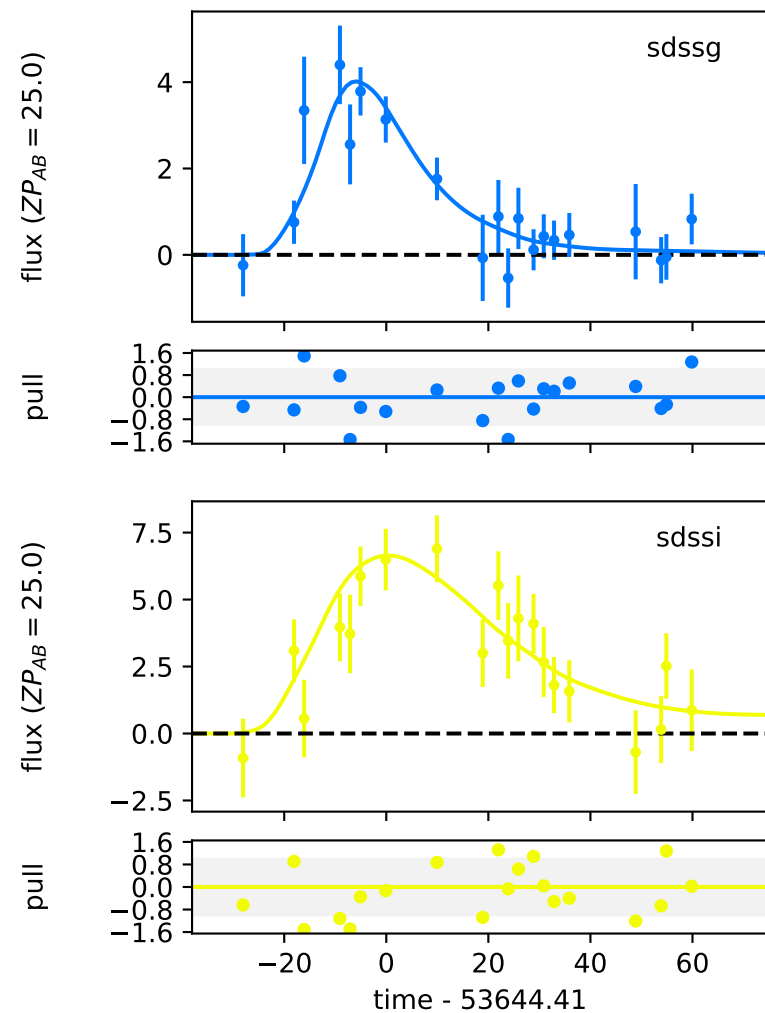 sdssg
flux (ZP_AB = 25.0)
4
2
0
pull
1.6
0.8
0.0
−0.8
−1.6
sdssi
flux (ZP_AB = 25.0)
7.5
5.0
2.5
0.0
−2.5
pull
1.6
0.8
0.0
−0.8
−1.6
−20 0 20 40 60
time - 53644.41